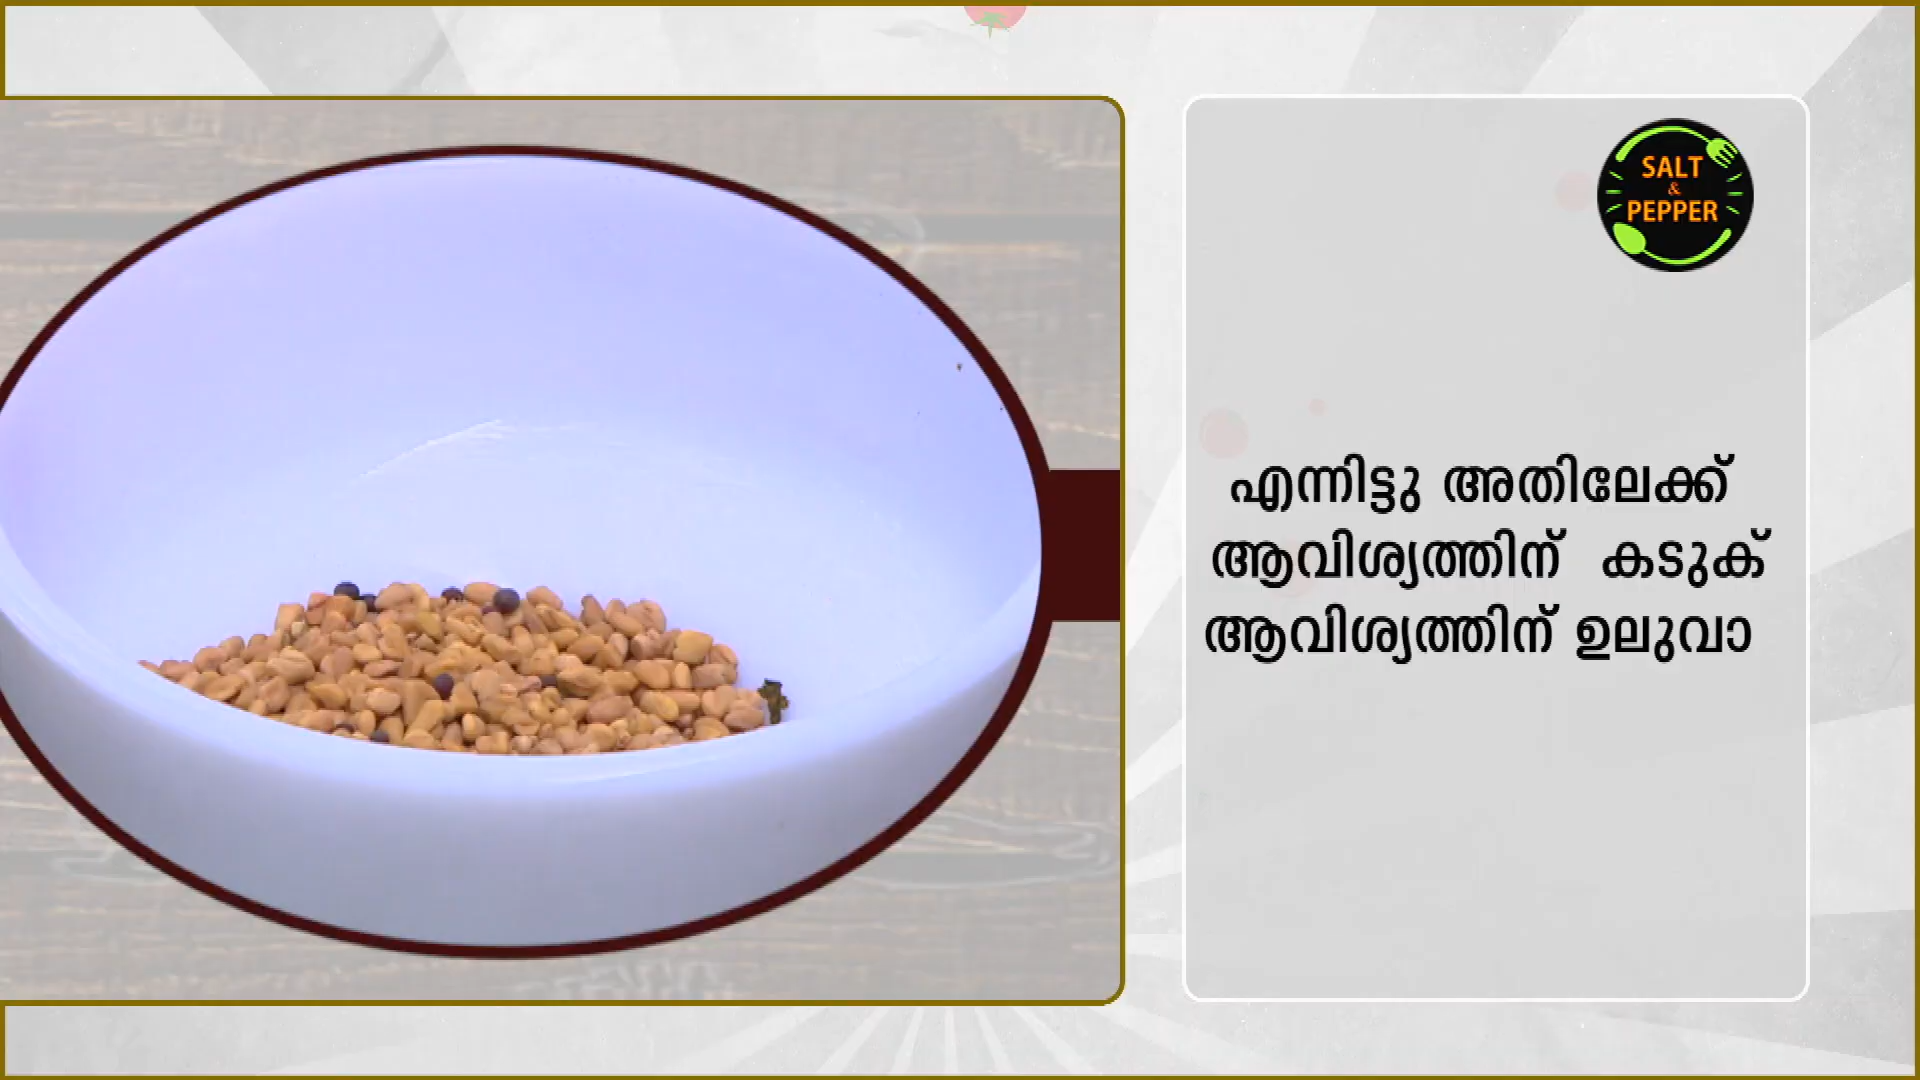 SALT
&
PEPPER
എന്നിട്ടു അതിലേക്ക്
ആവിശ്യത്തിന് കടുക്
ആവിശ്യത്തിന് ഉലുവാ